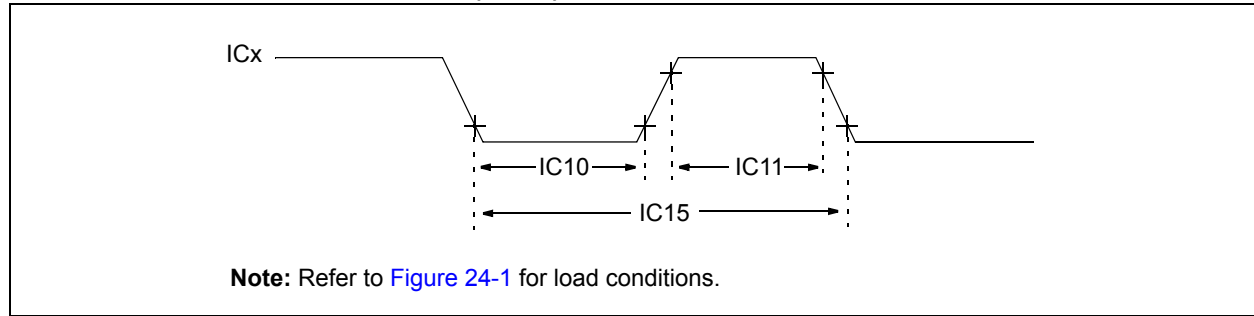 ICx
IC10
IC11
IC15
Note: Refer to Figure 24-1 for load conditions.